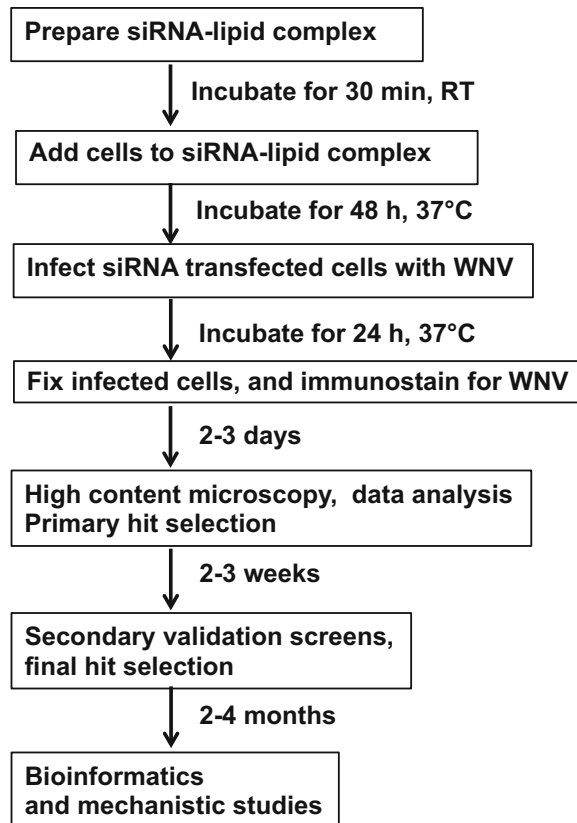 Prepare siRNA-lipid complex
Incubate for 30 min, RT
Add cells to siRNA-lipid complex
Incubate for 48 h, 37°C
Infect siRNA transfected cells with WNV
Incubate for 24 h, 37°C
Fix infected cells, and immunostain for WNV
2-3 days
High content microscopy, data analysis
Primary hit selection
2-3 weeks
Secondary validation screens,
final hit selection
2-4 months
Bioinformatics
and mechanistic studies